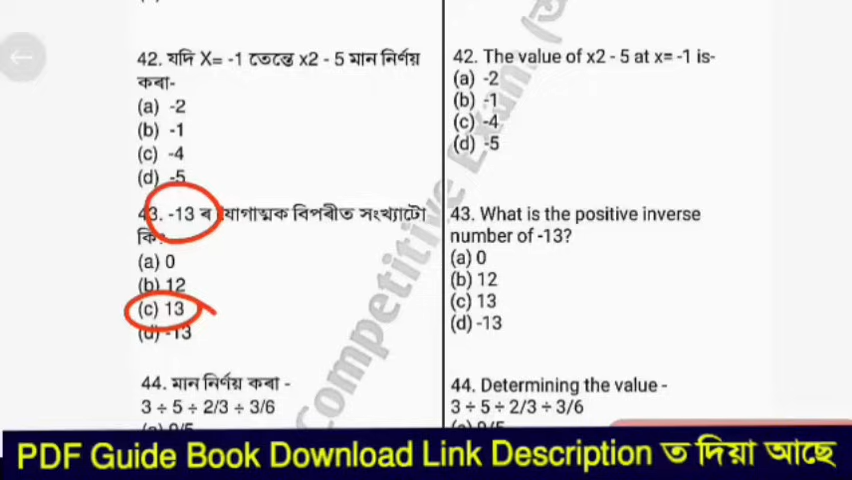 42. যদি X= -1 তেন্তে x2 - 5 মান নিৰ্ণয়
কৰা-
(a) -2
(b) -1
(c) -4
(d) -5
43. -13 ৰ যোগাত্মক বিপৰীত সংখ্যাটো
কি?
(a) 0
(b) 12
(c) 13
(d) -13
44. মান নিৰ্ণয় কৰা -
3 ÷ 5 ÷ 2/3 ÷ 3/6
42. The value of x2 - 5 at x= -1 is-
(a) -2
(b) -1
(c) -4
(d) -5
43. What is the positive inverse
number of -13?
(a) 0
(b) 12
(c) 13
(d) -13
44. Determining the value -
3 ÷ 5 ÷ 2/3 ÷ 3/6
Competitive Exam
PDF Guide Book Download Link Description ত দিয়া আছে